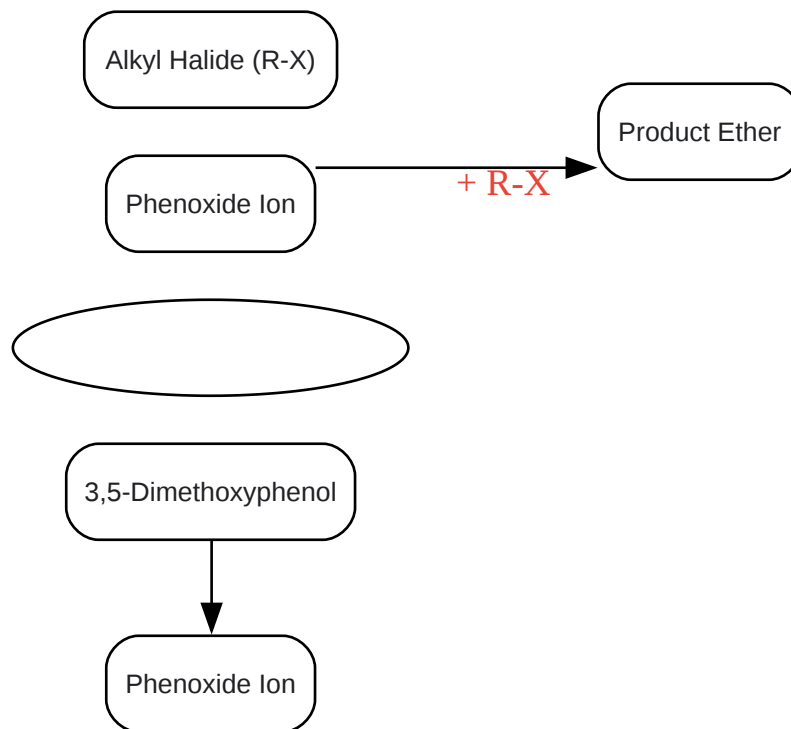 Alkyl Halide (R-X)
Product Ether
Phenoxide Ion
+ R-X
3,5-Dimethoxyphenol
Phenoxide Ion